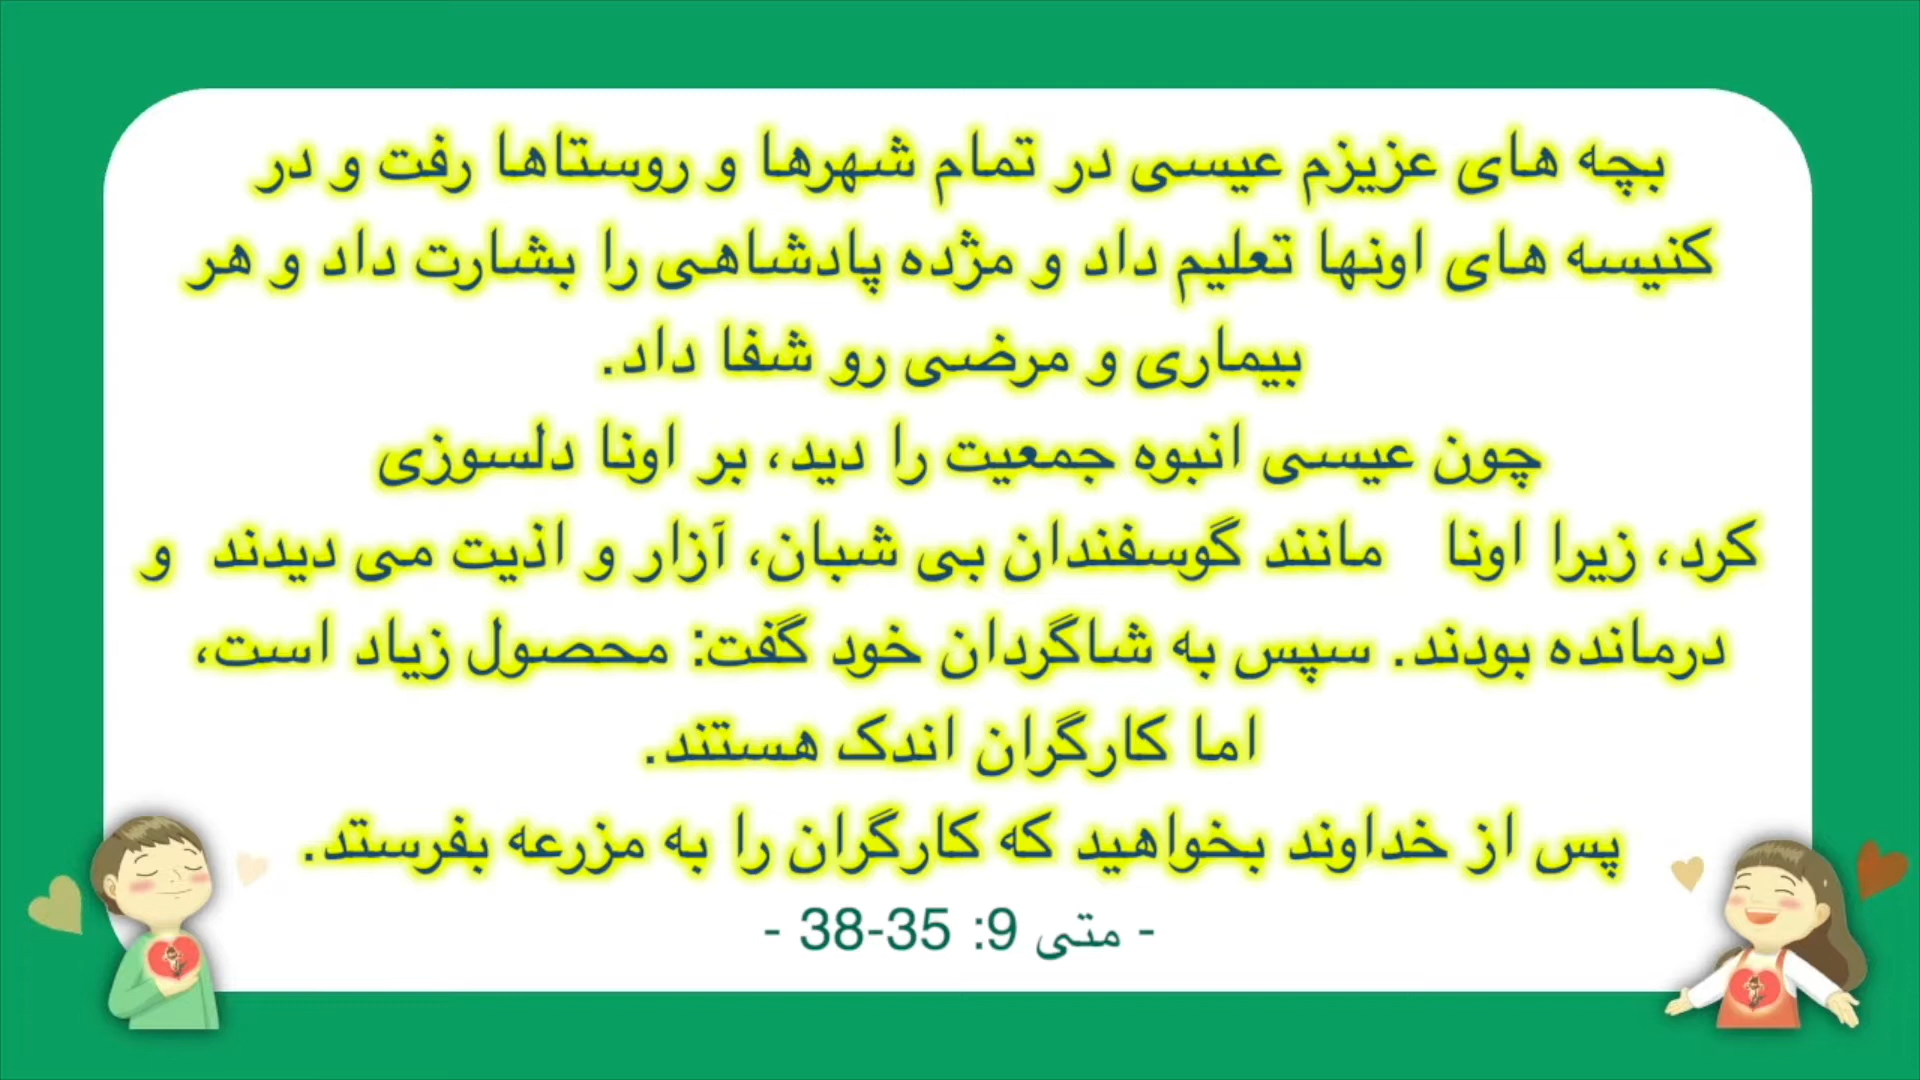 بچه های عزیزم عیسی در تمام شهرها و روستاها رفت و در
کنیسه های اونها تعلیم داد و مژده پادشاهی را بشارت داد و هر
بیماری و مرضی رو شفا داد.
چون عیسی انبوه جمعیت را دید، بر اونا دلسوزی
کرد، زیرا اونا مانند گوسفندان بی شبان، آزار و اذیت می دیدند و
درمانده بودند. سپس به شاگردان خود گفت: محصول زیاد است،
اما کارگران اندک هستند.
پس از خداوند بخواهید که کارگران را به مزرعه بفرستد.
- متی 9: 35-38 -